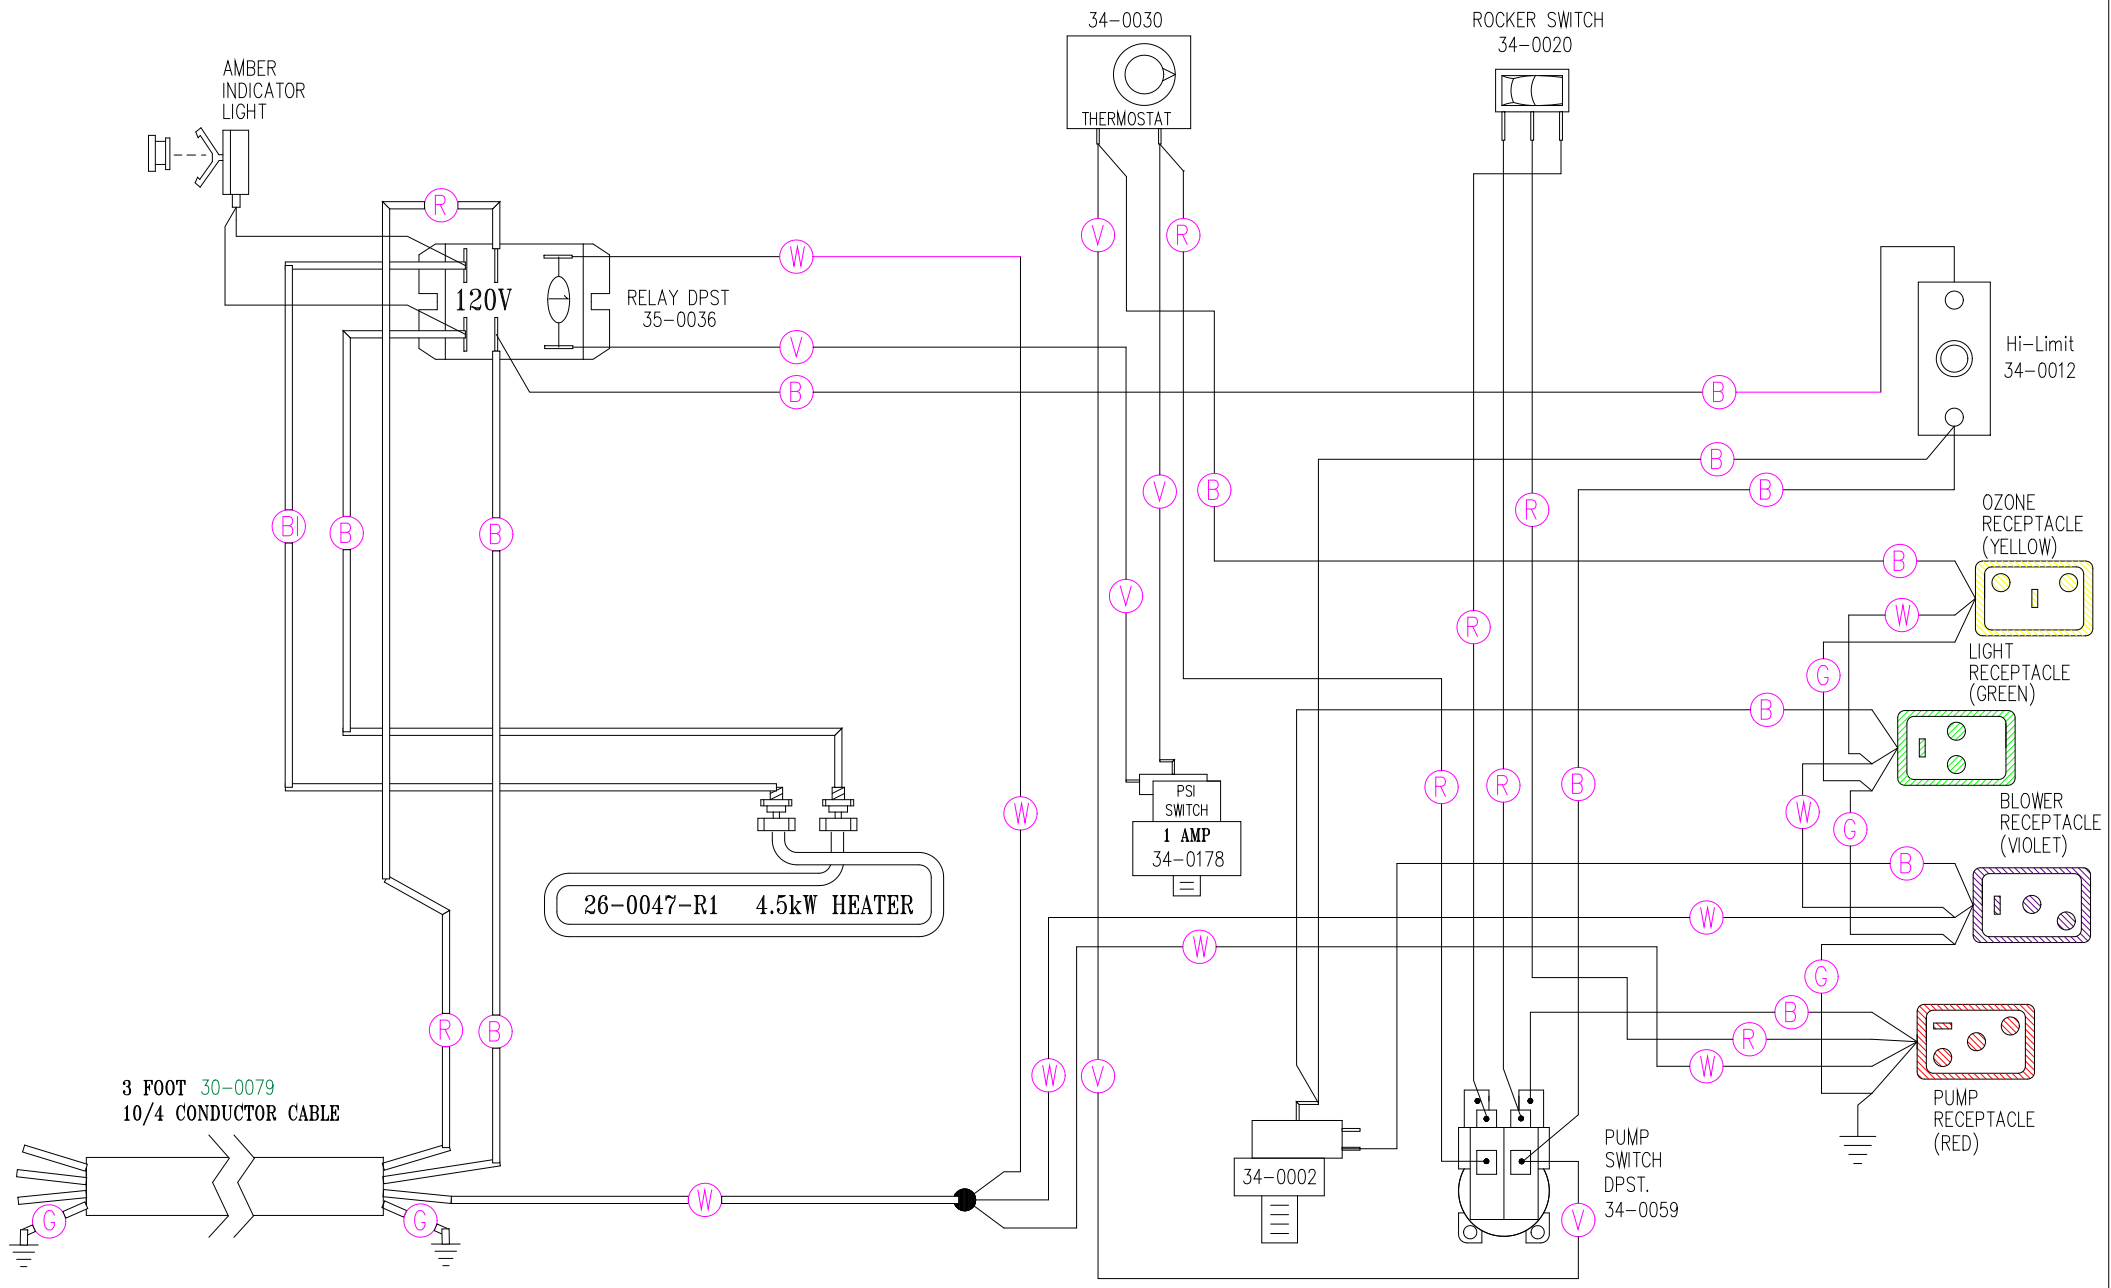 34-0030
THERMOSTAT
ROCKER SWITCH
34-0020
AMBER
INDICATOR
LIGHT
R
V
R
W
120V
RELAY DPST
35-0036
V
B
B
Hi-Limit
34-0012
B
B
V
B
R
BI
B
B
OZONE
RECEPTACLE
(YELLOW)
B
V
W
R
LIGHT
RECEPTACLE
(GREEN)
G
B
PSI
SWITCH
1 AMP
34-0178
R
R
B
W
W
G
BLOWER
RECEPTACLE
(VIOLET)
B
26-0047-R1 4.5kW HEATER
W
W
G
R
B
B
R
W
W
V
3 FOOT 30-0079
10/4 CONDUCTOR CABLE
PUMP
RECEPTACLE
(RED)
PUMP
SWITCH
DPST.
34-0059
34-0002
W
G
G
V